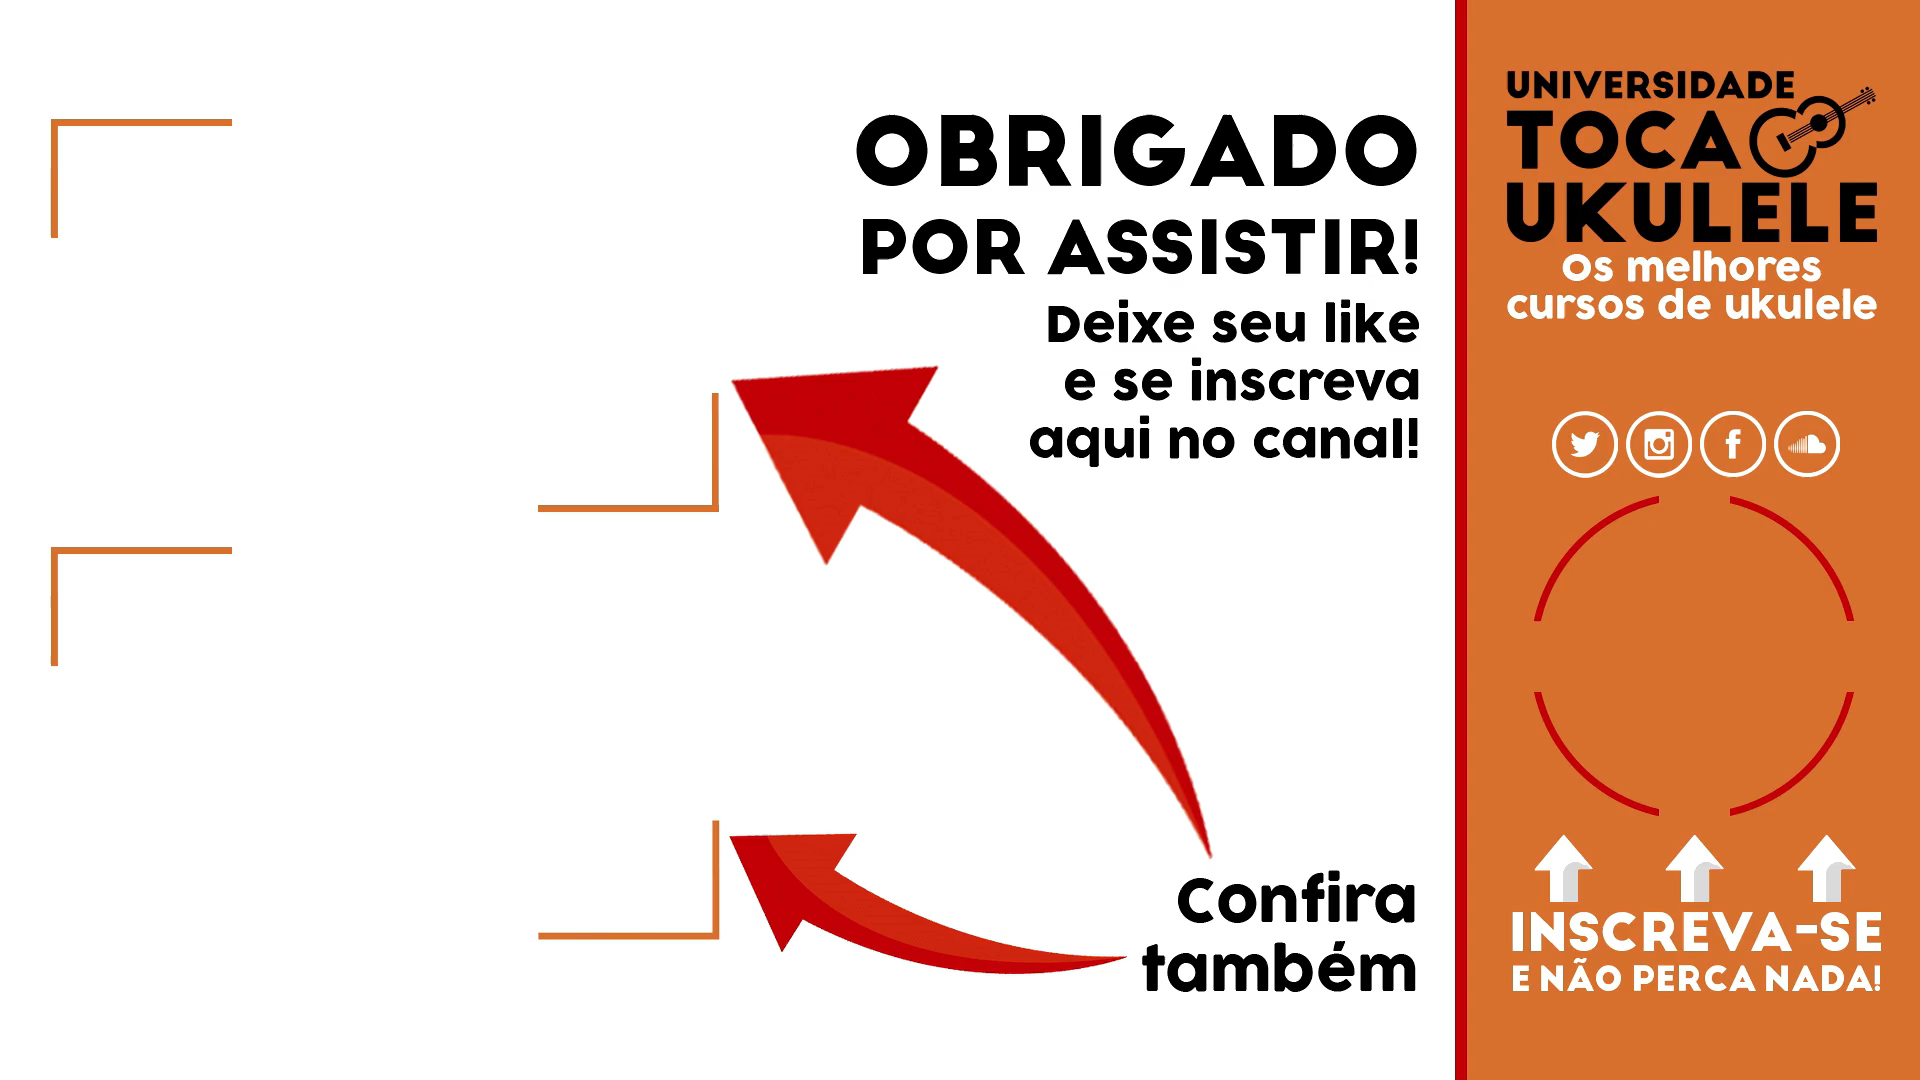 OBRIGADO
POR ASSISTIR!
Deixe seu like
e se inscreva
aqui no canal!
Confira
também
UNIVERSIDADE
TOCA
UKULELE
Os melhores
cursos de ukulele
INSCREVA-SE
E NÃO PERCA NADA!